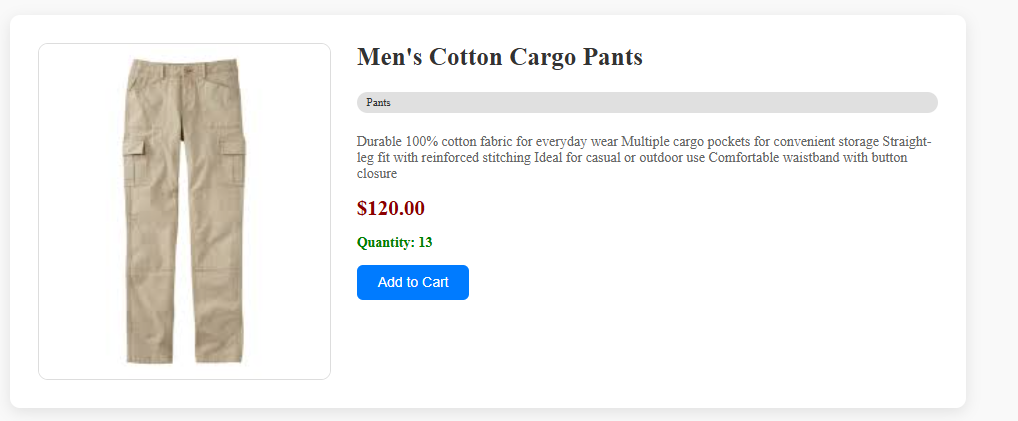 Men's Cotton Cargo Pants
Pants
Durable 100% cotton fabric for everyday wear Multiple cargo pockets for convenient storage Straight-
leg fit with reinforced stitching Ideal for casual or outdoor use Comfortable waistband with button
closure
$120.00
Quantity: 13
Add to Cart